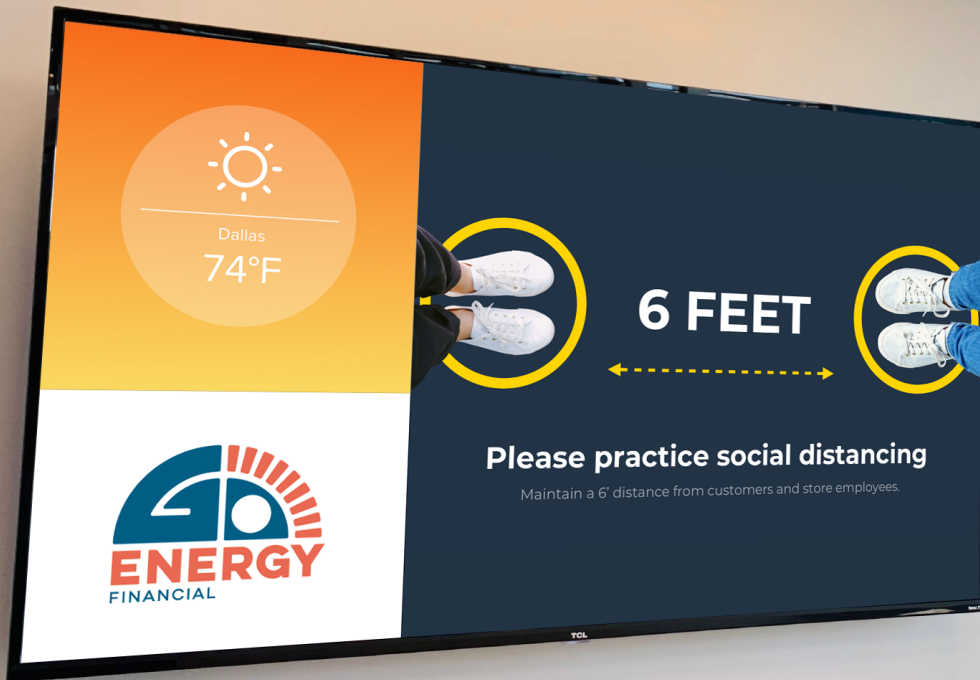 Dallas
74°F
GO
ENERGY
FINANCIAL
6 FEET
Please practice social distancing
Maintain a 6' distance from customers and store employees.
TCL